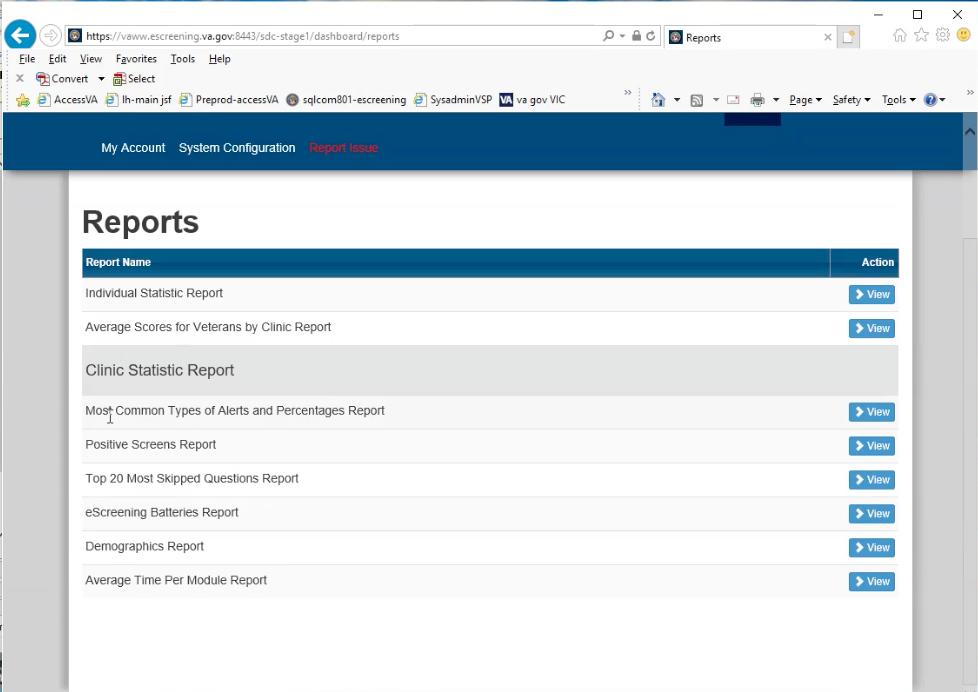 https://vaww.escreening.va.gov:8443/sdc-stage1/dashboard/reports
Reports
File Edit View Favorites Tools Help
Convert Select
AccessVA lh-main jsf Preprod-accessVA sqlcom801-escreening SysadminVSP VA va gov VIC Page Safety Tools
My Account System Configuration Report Issue
Reports
Report Name Action
Individual Statistic Report View
Average Scores for Veterans by Clinic Report View
Clinic Statistic Report
Most Common Types of Alerts and Percentages Report View
Positive Screens Report View
Top 20 Most Skipped Questions Report View
eScreening Batteries Report View
Demographics Report View
Average Time Per Module Report View